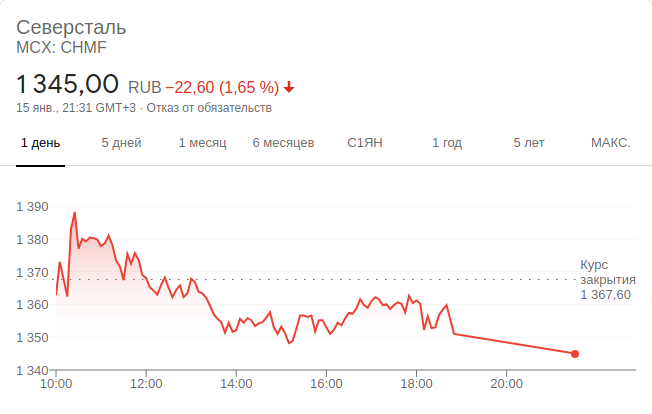 Северсталь
MCX: CHMF
1 345,00 RUB −22,60 (1,65 %)
15 янв., 21:31 GMT+3 · Отказ от обязательств
1 день 5 дней 1 месяц 6 месяцев С1ЯН 1 год 5 лет МАКС.
1 390
1 380
1 370
1 360
1 350
1 340
Курс
закрытия
1 367,60
10:00 12:00 14:00 16:00 18:00 20:00